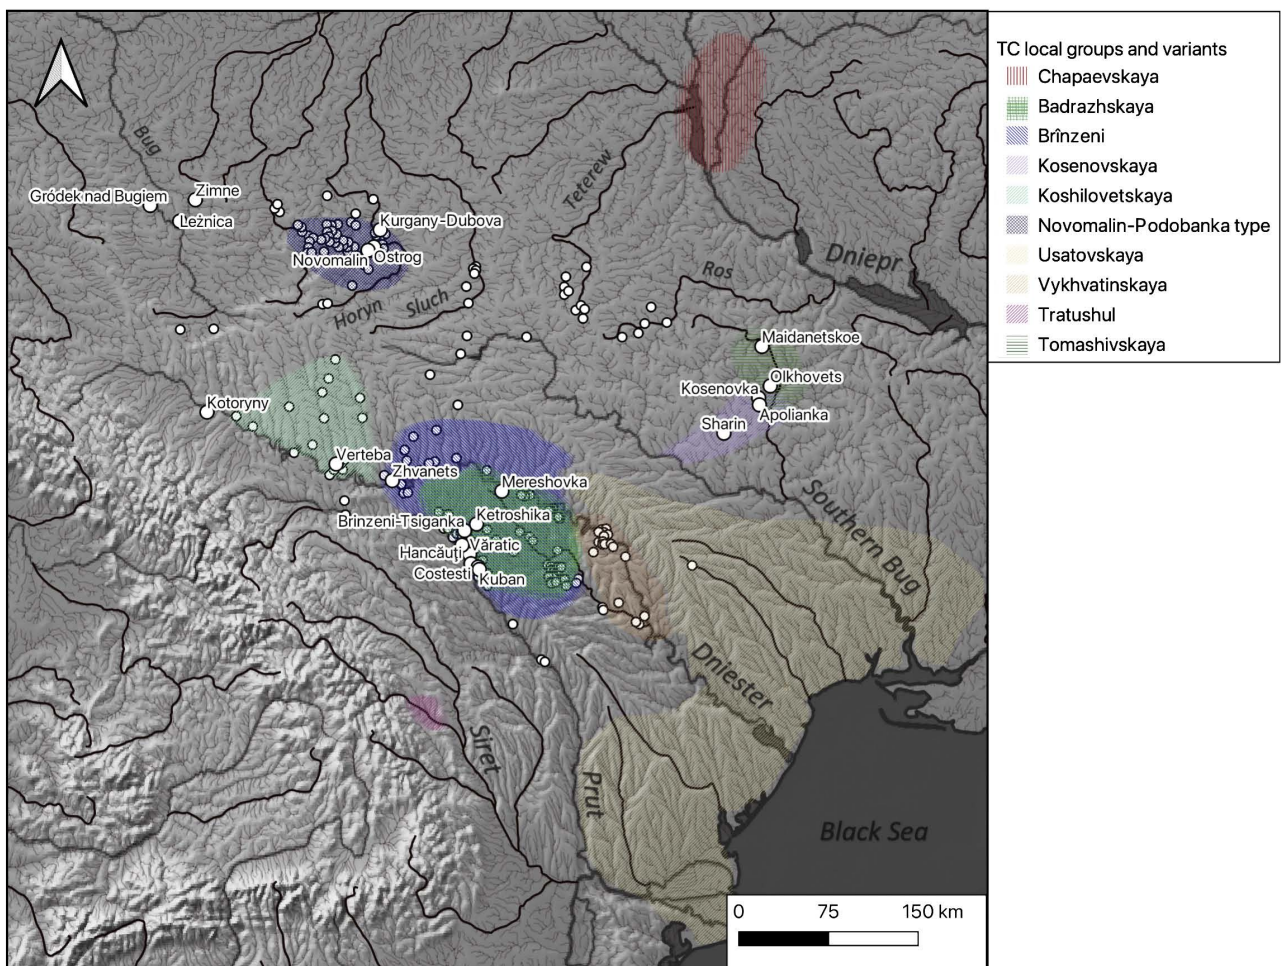 TC local groups and variants
Chapaevskaya
Badrazhskaya
Brînzeni
Kosenovskaya
Koshilovetskaya
Novomalin-Podobanka type
Usatovskaya
Vykhvatinskaya
Tratushul
Tomashivskaya
Bug
Teterew
Zimne
Gródek nad Bugiem
Leżnica
Kurgany-Dubova
Novomalin
Ostrog
Dniepr
Ros
Horyn
Sluch
Maidanetskoe
Olkhovets
Kosenovka
Kotoryny
Apolianka
Sharin
Verteba
Zhvanets
Mereshovka
Ketroshika
Brinzeni-Tsiganka
Văratic
Hancăuţi
Costesti
Kuban
Southern Bug
Dniester
Siret
Prut
Black Sea
0 75 150 km